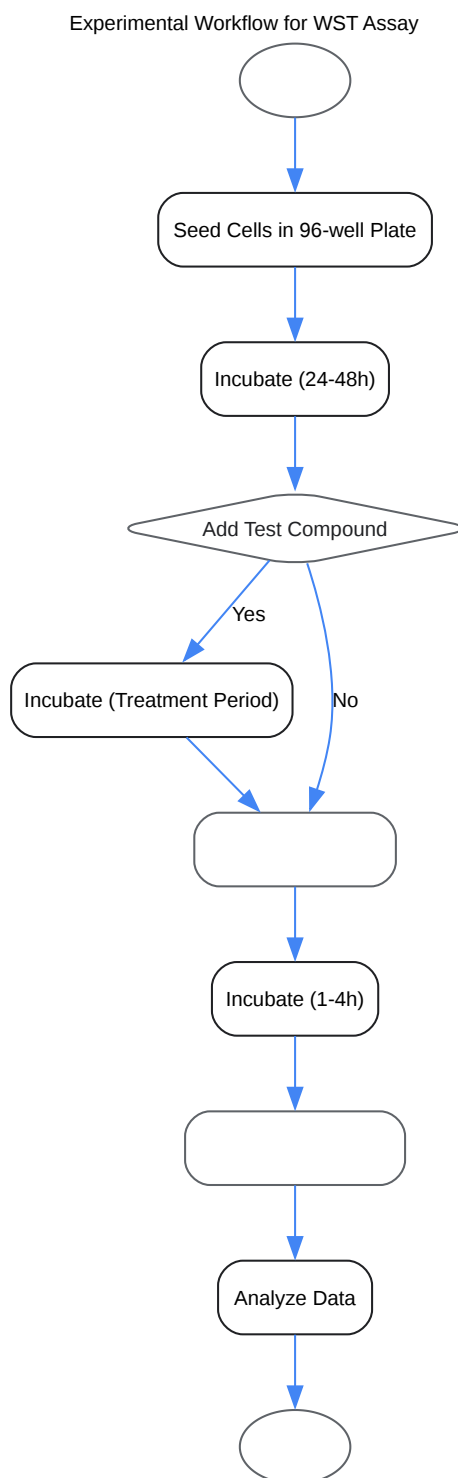 Experimental Workflow for WST Assay
Seed Cells in 96-well Plate
Incubate (24-48h)
Add Test Compound
Yes
Incubate (Treatment Period)
No
Incubate (1-4h)
Analyze Data